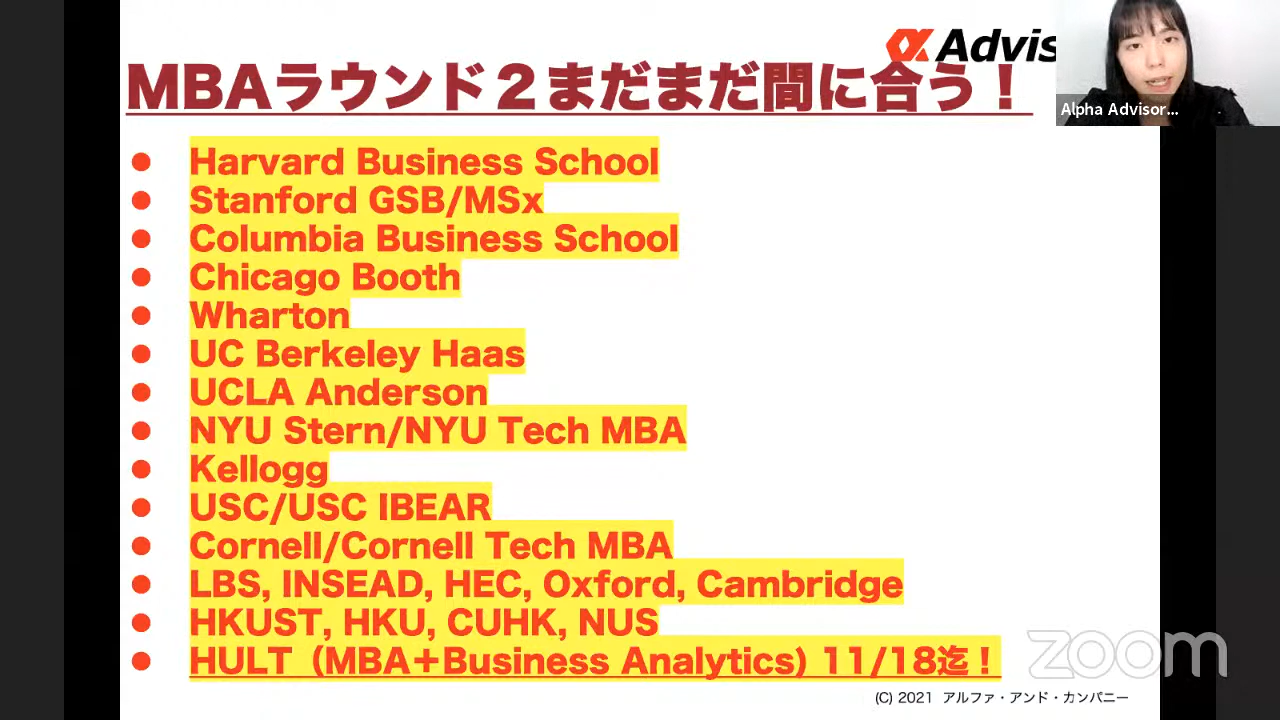 Advis
Alpha Advisor...
MBAラウンド２まだまだ間に合う！
● Harvard Business School
● Stanford GSB/MSx
● Columbia Business School
● Chicago Booth
● Wharton
● UC Berkeley Haas
● UCLA Anderson
● NYU Stern/NYU Tech MBA
● Kellogg
● USC/USC IBEAR
● Cornell/Cornell Tech MBA
● LBS, INSEAD, HEC, Oxford, Cambridge
● HKUST, HKU, CUHK, NUS
● HULT（MBA＋Business Analytics) 11/18迄！
zoom
(C) 2021 アルファ・アンド・カンパニー